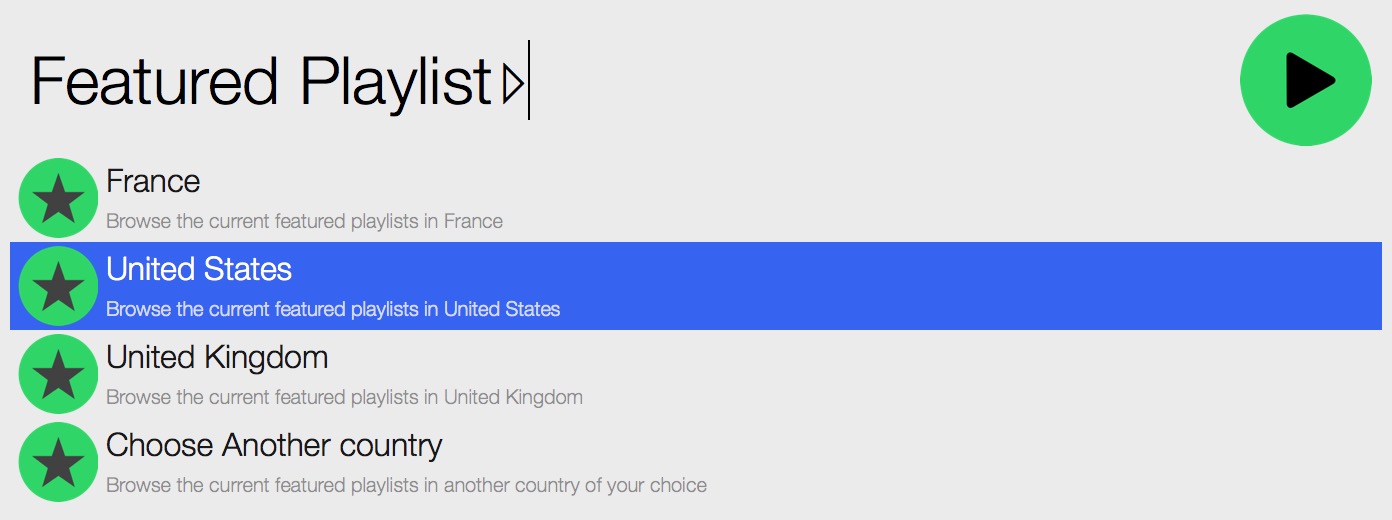 Featured Playlist ▷
France
Browse the current featured playlists in France
United States
Browse the current featured playlists in United States
United Kingdom
Browse the current featured playlists in United Kingdom
Choose Another country
Browse the current featured playlists in another country of your choice